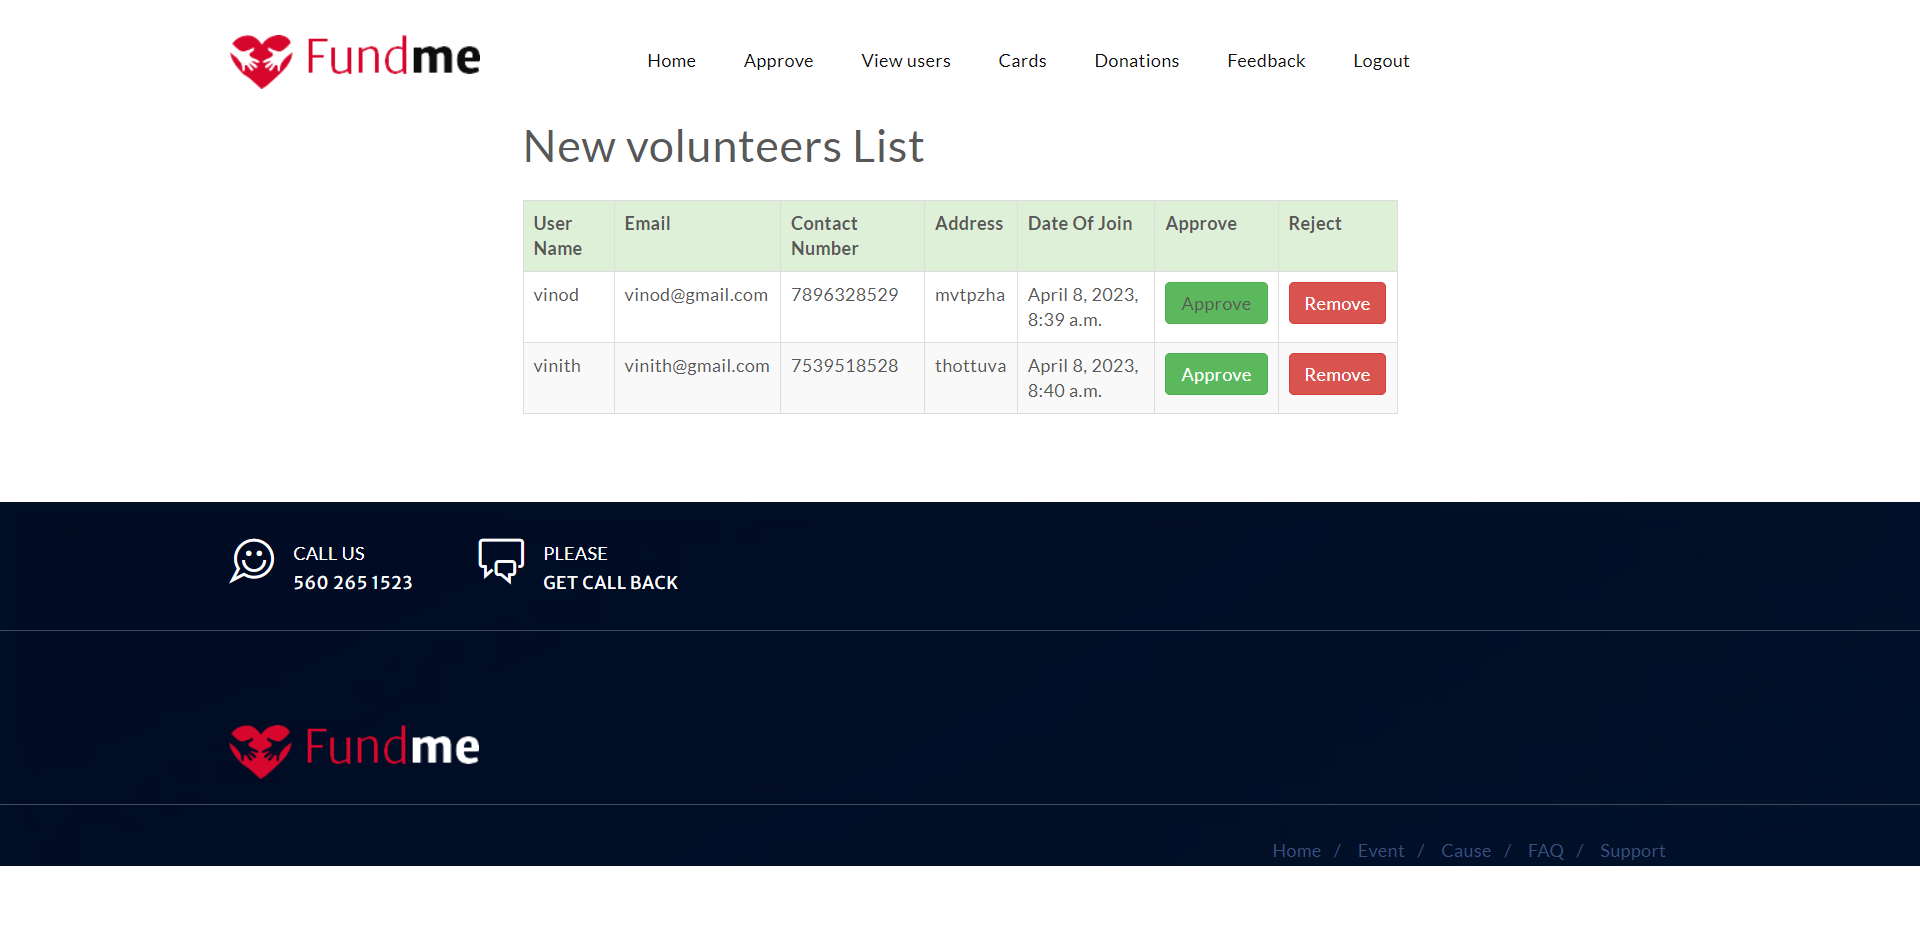 Fundme
Home Approve View users Cards Donations Feedback Logout
New volunteers List
User Name Email Contact Number Address Date Of Join Approve Reject
vinod vinod@gmail.com 7896328529 mvtpzha April 8, 2023, 8:39 a.m. Approve Remove
vinith vinith@gmail.com 7539518528 thottuva April 8, 2023, 8:40 a.m. Approve Remove
CALL US
560 265 1523
PLEASE
GET CALL BACK
Fundme
Home / Event / Cause / FAQ / Support